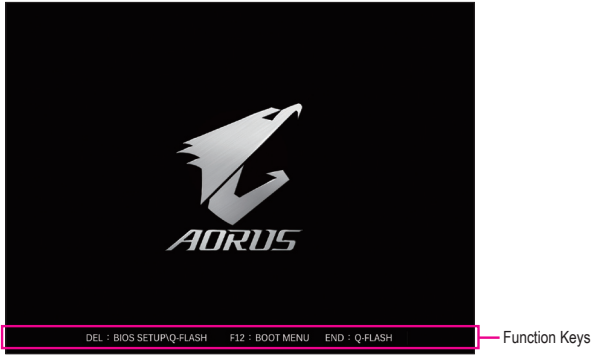 AORUS
DEL : BIOS SETUP\Q-FLASH F12 : BOOT MENU END : Q-FLASH
Function Keys